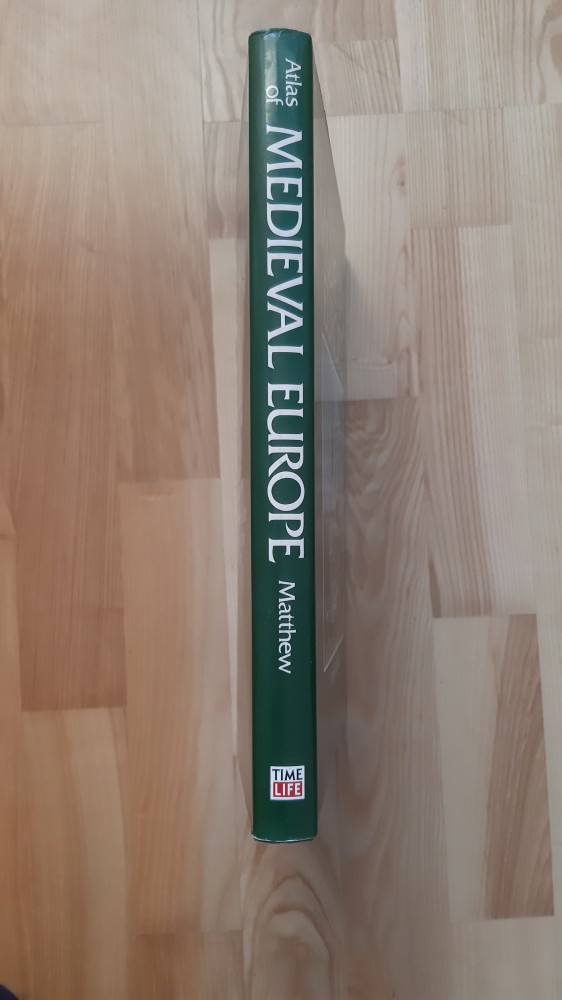 Atlas
of
MEDIEVAL EUROPE
Matthew
TIME
LIFE